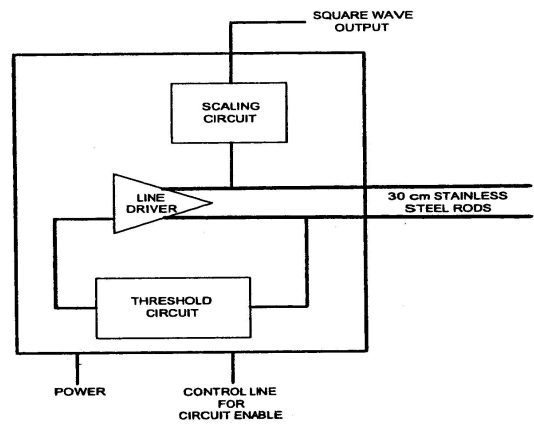 SQUARE WAVE
OUTPUT
SCALING
CIRCUIT
LINE
DRIVER
30 cm STAINLESS
STEEL RODS
THRESHOLD
CIRCUIT
POWER
CONTROL LINE
FOR
CIRCUIT ENABLE